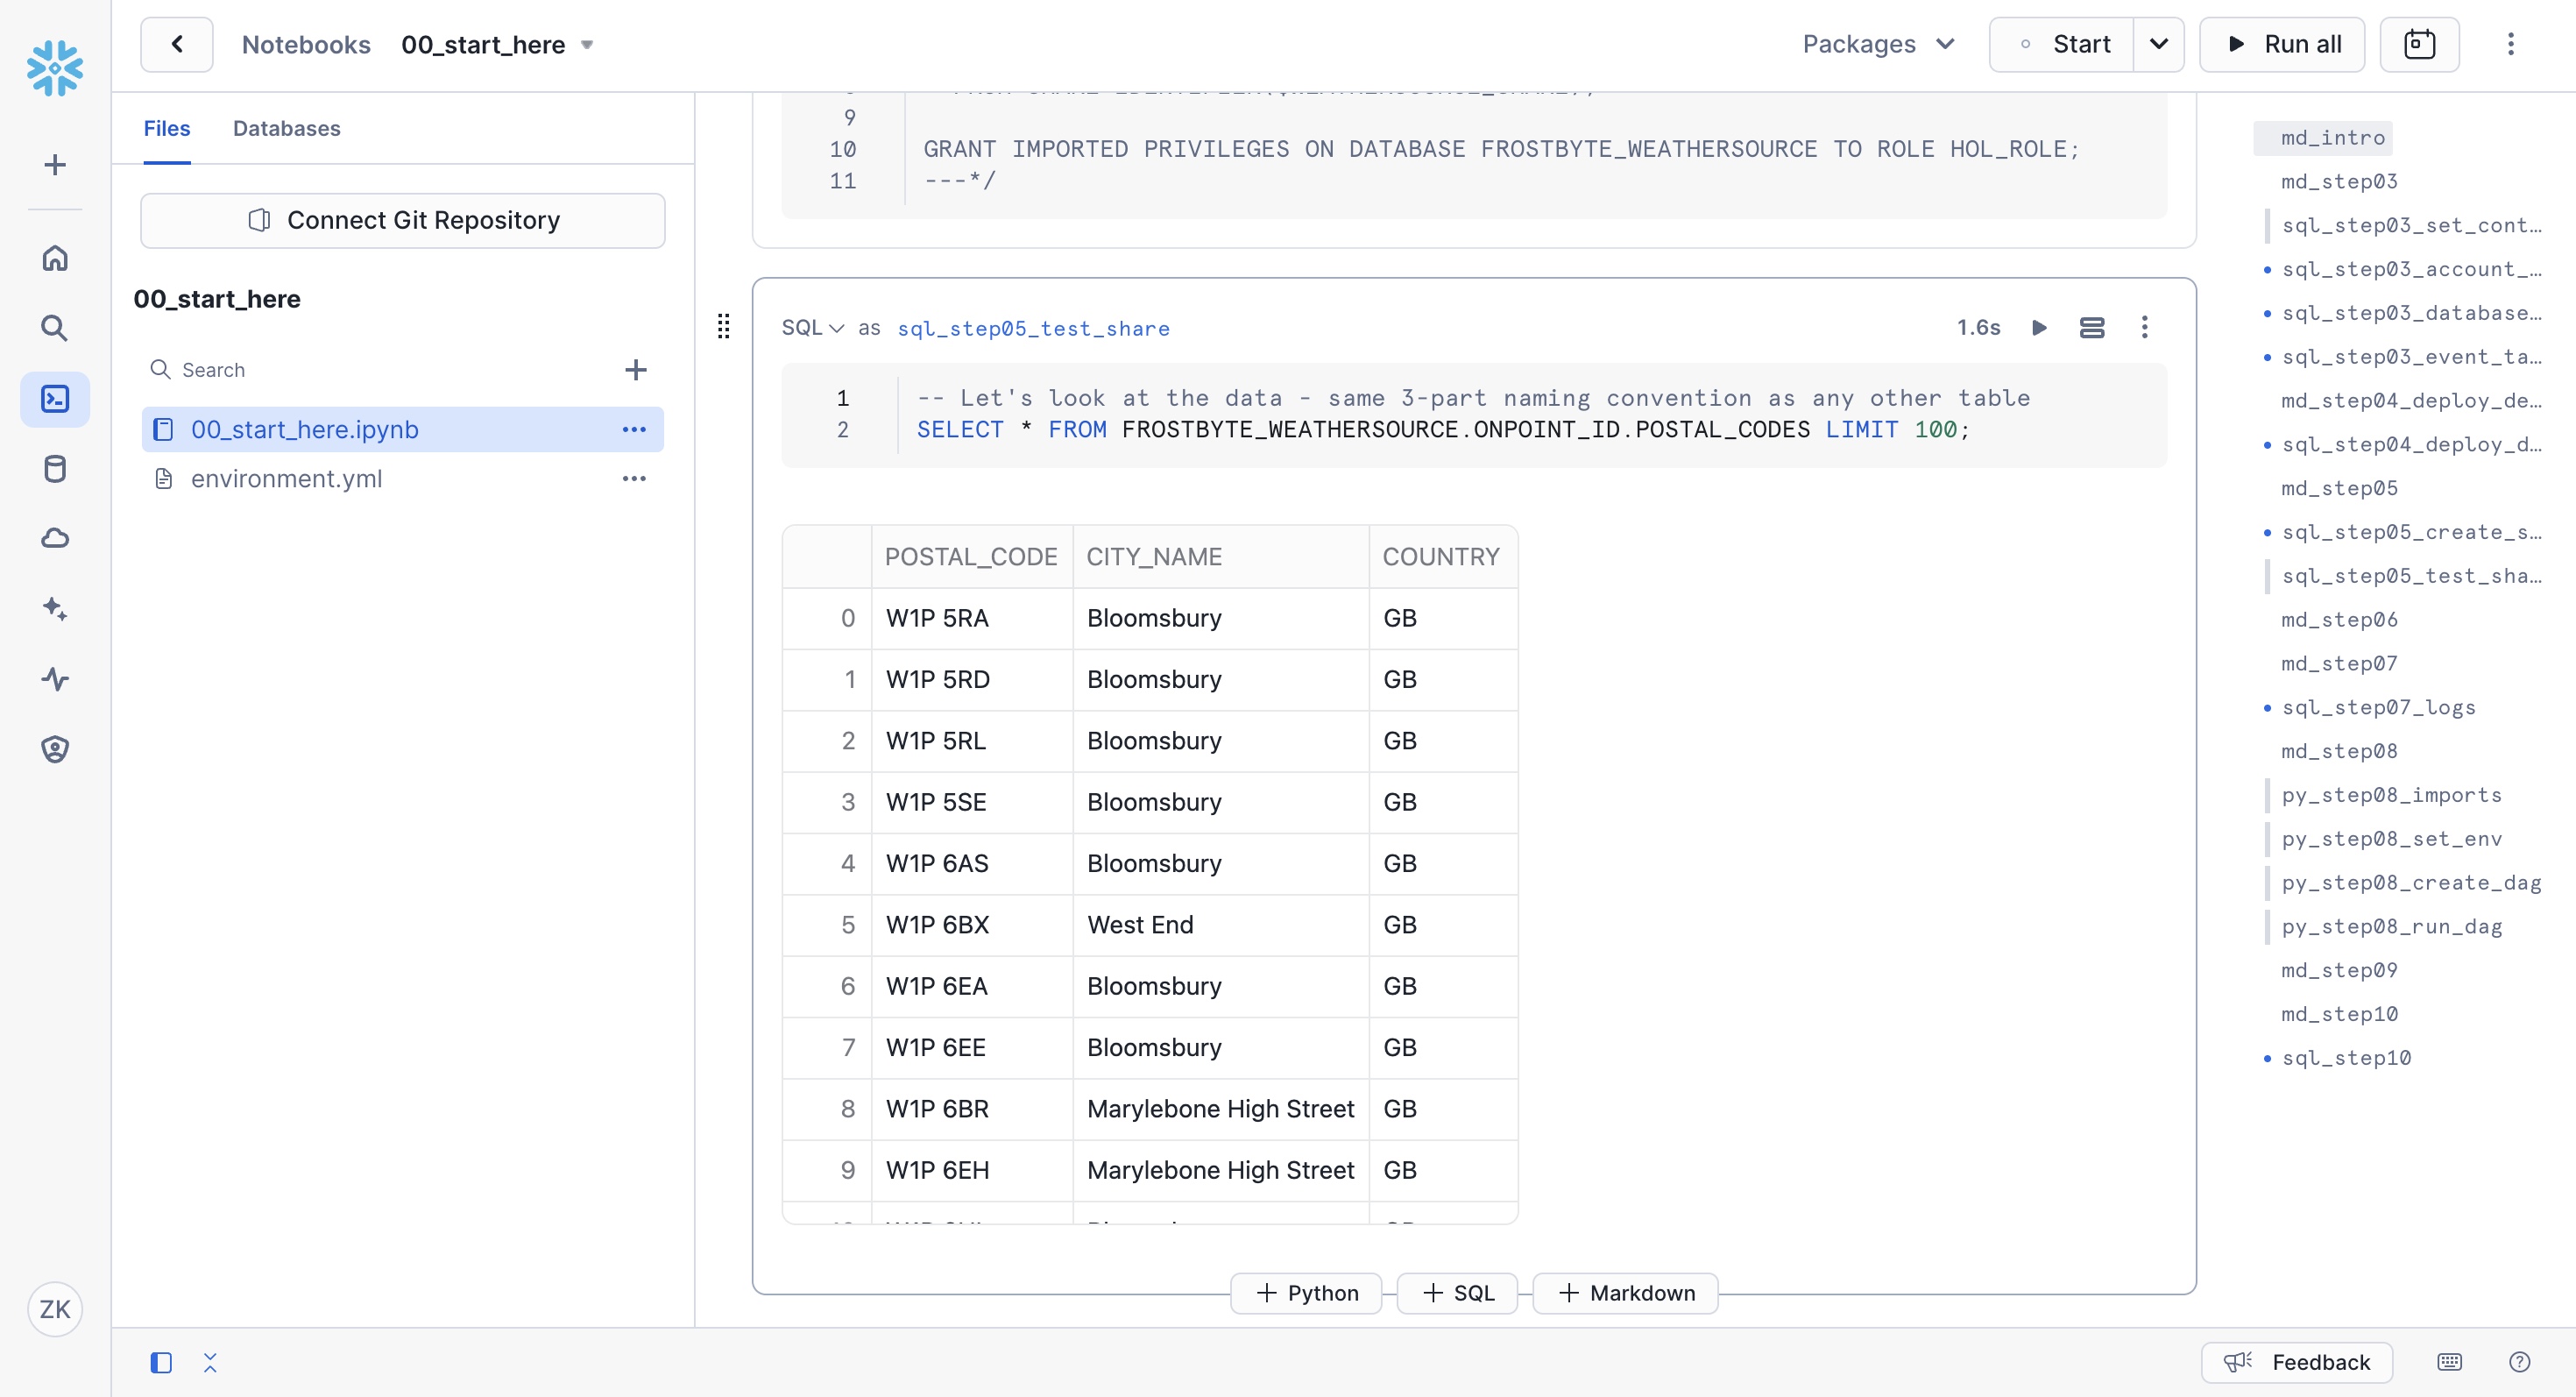 Notebooks 00_start_here
Packages
Start
Run all
Files Databases
Connect Git Repository
00_start_here
Search
00_start_here.ipynb
environment.yml
ZK
9
10 GRANT IMPORTED PRIVILEGES ON DATABASE FROSTBYTE_WEATHERSOURCE TO ROLE HOL_ROLE;
11 ---*/
SQL as sql_step05_test_share 1.6s
1 -- Let's look at the data - same 3-part naming convention as any other table
2 SELECT * FROM FROSTBYTE_WEATHERSOURCE.ONPOINT_ID.POSTAL_CODES LIMIT 100;
POSTAL_CODE CITY_NAME COUNTRY
0 W1P 5RA Bloomsbury GB
1 W1P 5RD Bloomsbury GB
2 W1P 5RL Bloomsbury GB
3 W1P 5SE Bloomsbury GB
4 W1P 6AS Bloomsbury GB
5 W1P 6BX West End GB
6 W1P 6EA Bloomsbury GB
7 W1P 6EE Bloomsbury GB
8 W1P 6BR Marylebone High Street GB
9 W1P 6EH Marylebone High Street GB
Python SQL Markdown
md_intro
md_step03
sql_step03_set_cont…
sql_step03_account_…
sql_step03_database…
sql_step03_event_ta…
md_step04_deploy_de…
sql_step04_deploy_d…
md_step05
sql_step05_create_s…
sql_step05_test_sha…
md_step06
md_step07
sql_step07_logs
md_step08
py_step08_imports
py_step08_set_env
py_step08_create_dag
py_step08_run_dag
md_step09
md_step10
sql_step10
Feedback